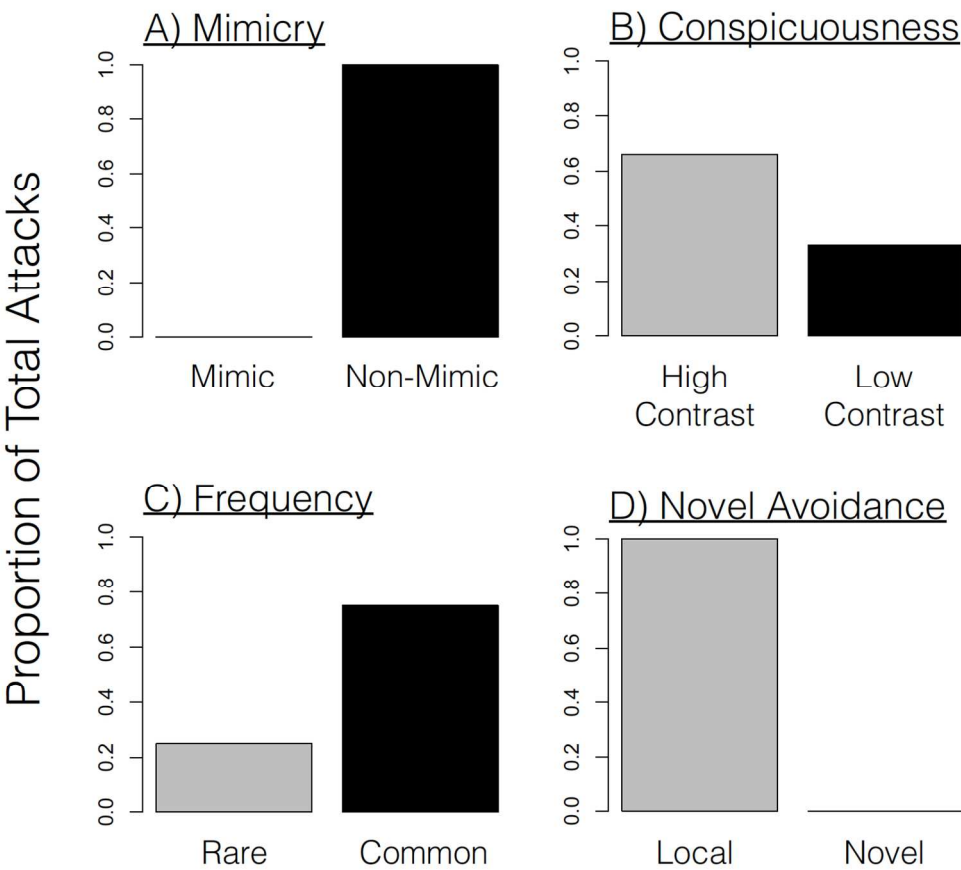 Proportion of Total Attacks
A) Mimicry
1.0
0.8
0.6
0.4
0.2
0.0
Mimic
Non-Mimic
B) Conspicuousness
1.0
0.8
0.6
0.4
0.2
0.0
High
Contrast
Low
Contrast
C) Frequency
1.0
0.8
0.6
0.4
0.2
0.0
Rare
Common
D) Novel Avoidance
1.0
0.8
0.6
0.4
0.2
0.0
Local
Novel